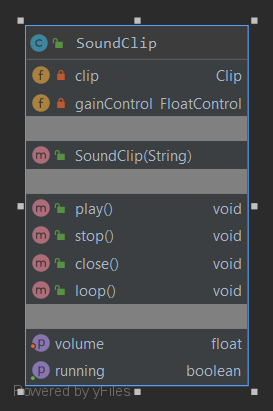 SoundClip
clip Clip
gainControl FloatControl
SoundClip(String)
play() void
stop() void
close() void
loop() void
volume float
running boolean
Powered by yFiles